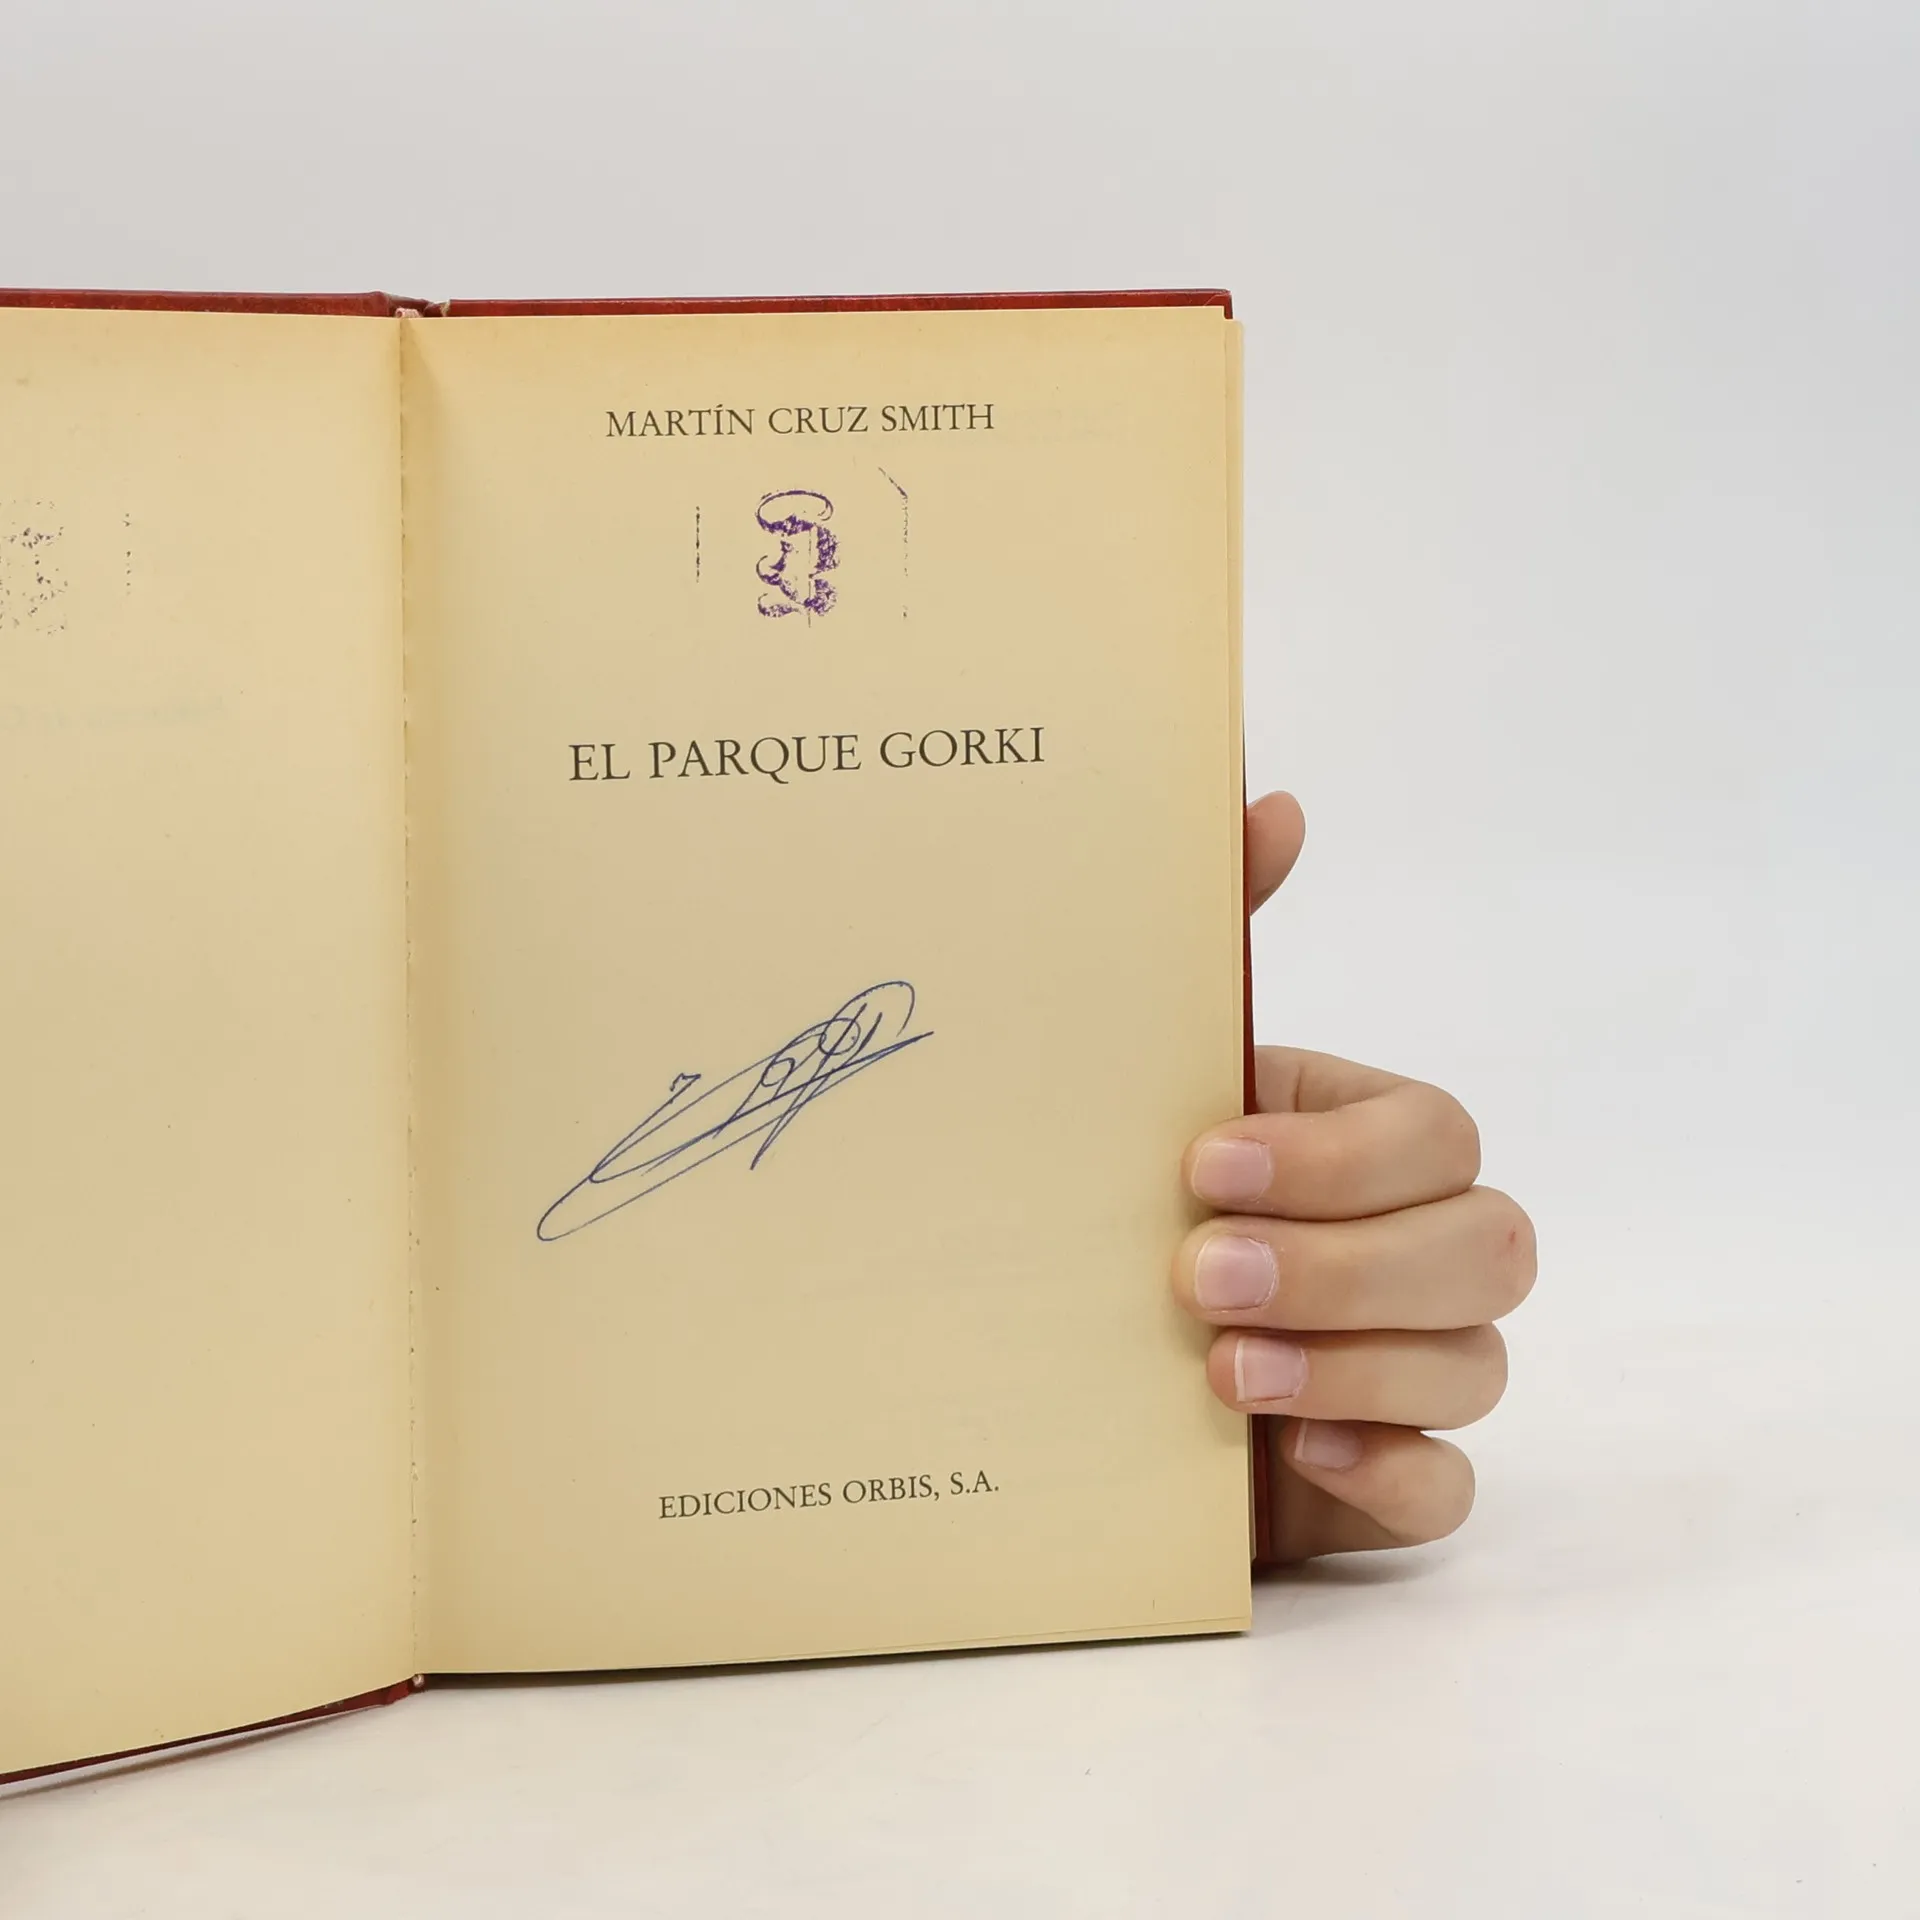 MARTÍN CRUZ SMITH
EL PARQUE GORKI
EDICIONES ORBIS, S.A.